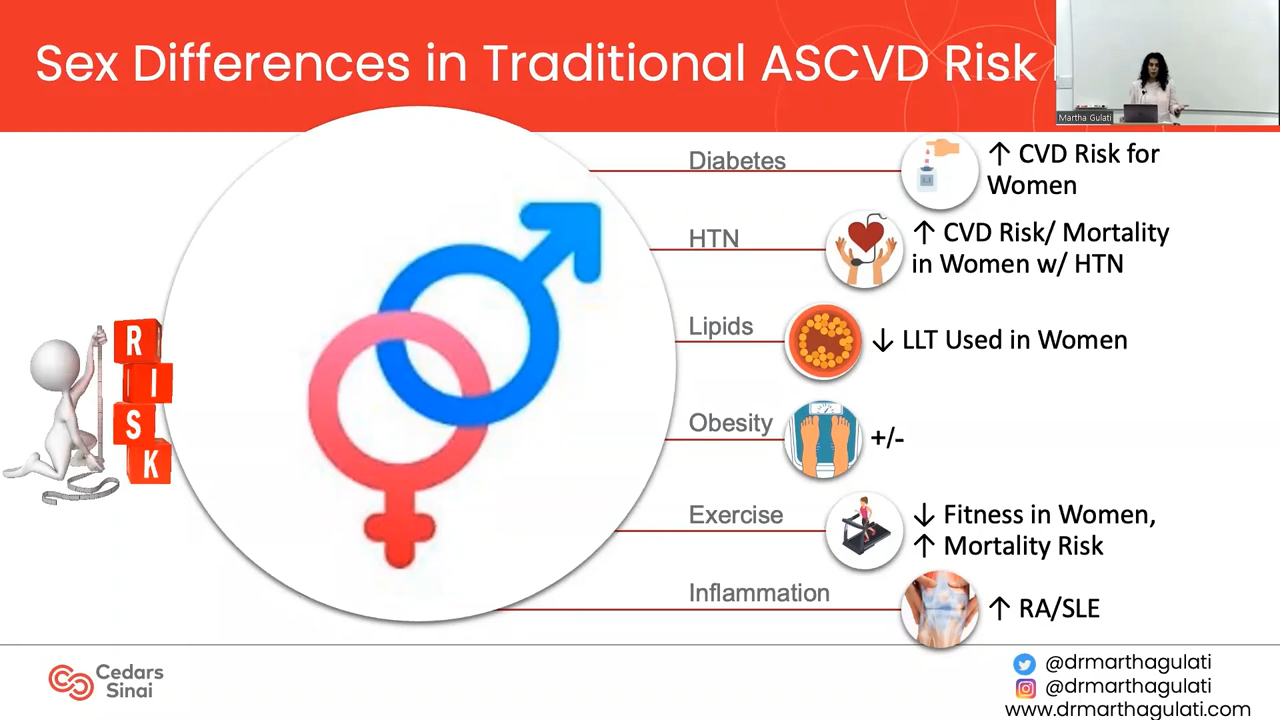 Sex Differences in Traditional ASCVD Risk
Martha Gulati
Diabetes
↑ CVD Risk for
Women
HTN
↑ CVD Risk/ Mortality
in Women w/ HTN
Lipids
↓ LLT Used in Women
Obesity
+/-
Exercise
↓ Fitness in Women,
↑ Mortality Risk
Inflammation
↑ RA/SLE
R
I
S
K
Cedars
Sinai
@drmarthagulati
@drmarthagulati
www.drmarthagulati.com